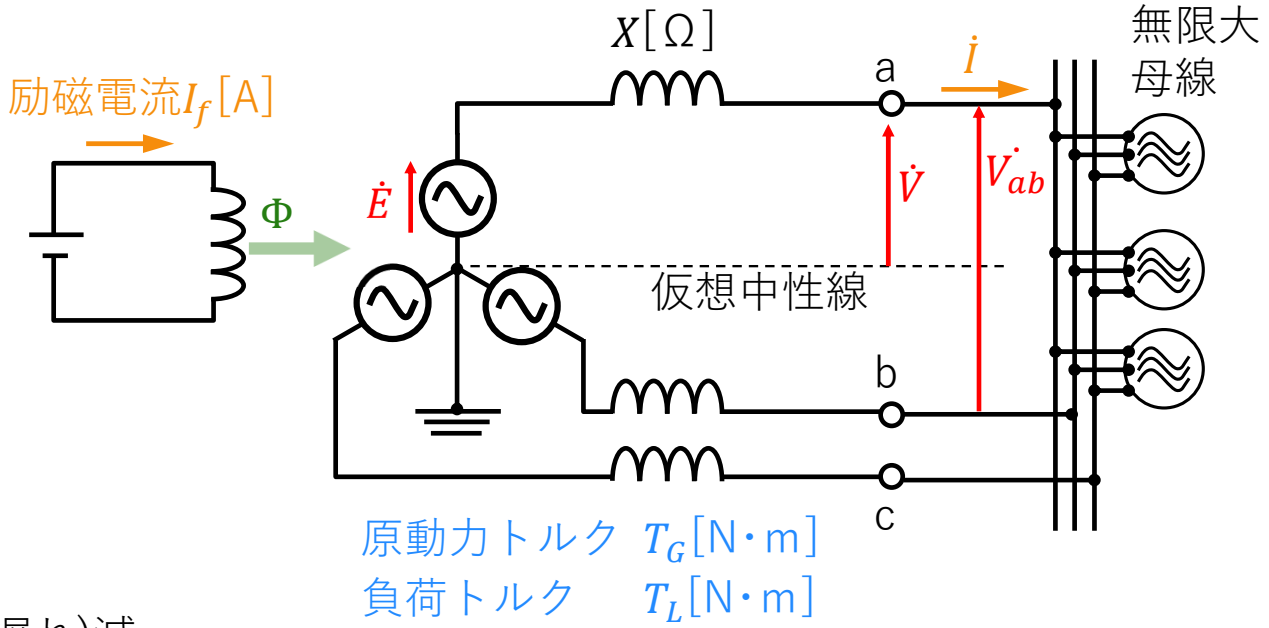 無限大
母線
X[Ω]
İ
励磁電流I_f[A]
a
Φ
Ė
V̇
V̇_ab
仮想中性線
b
c
原動力トルク T_G[N・m]
負荷トルク T_L[N・m]